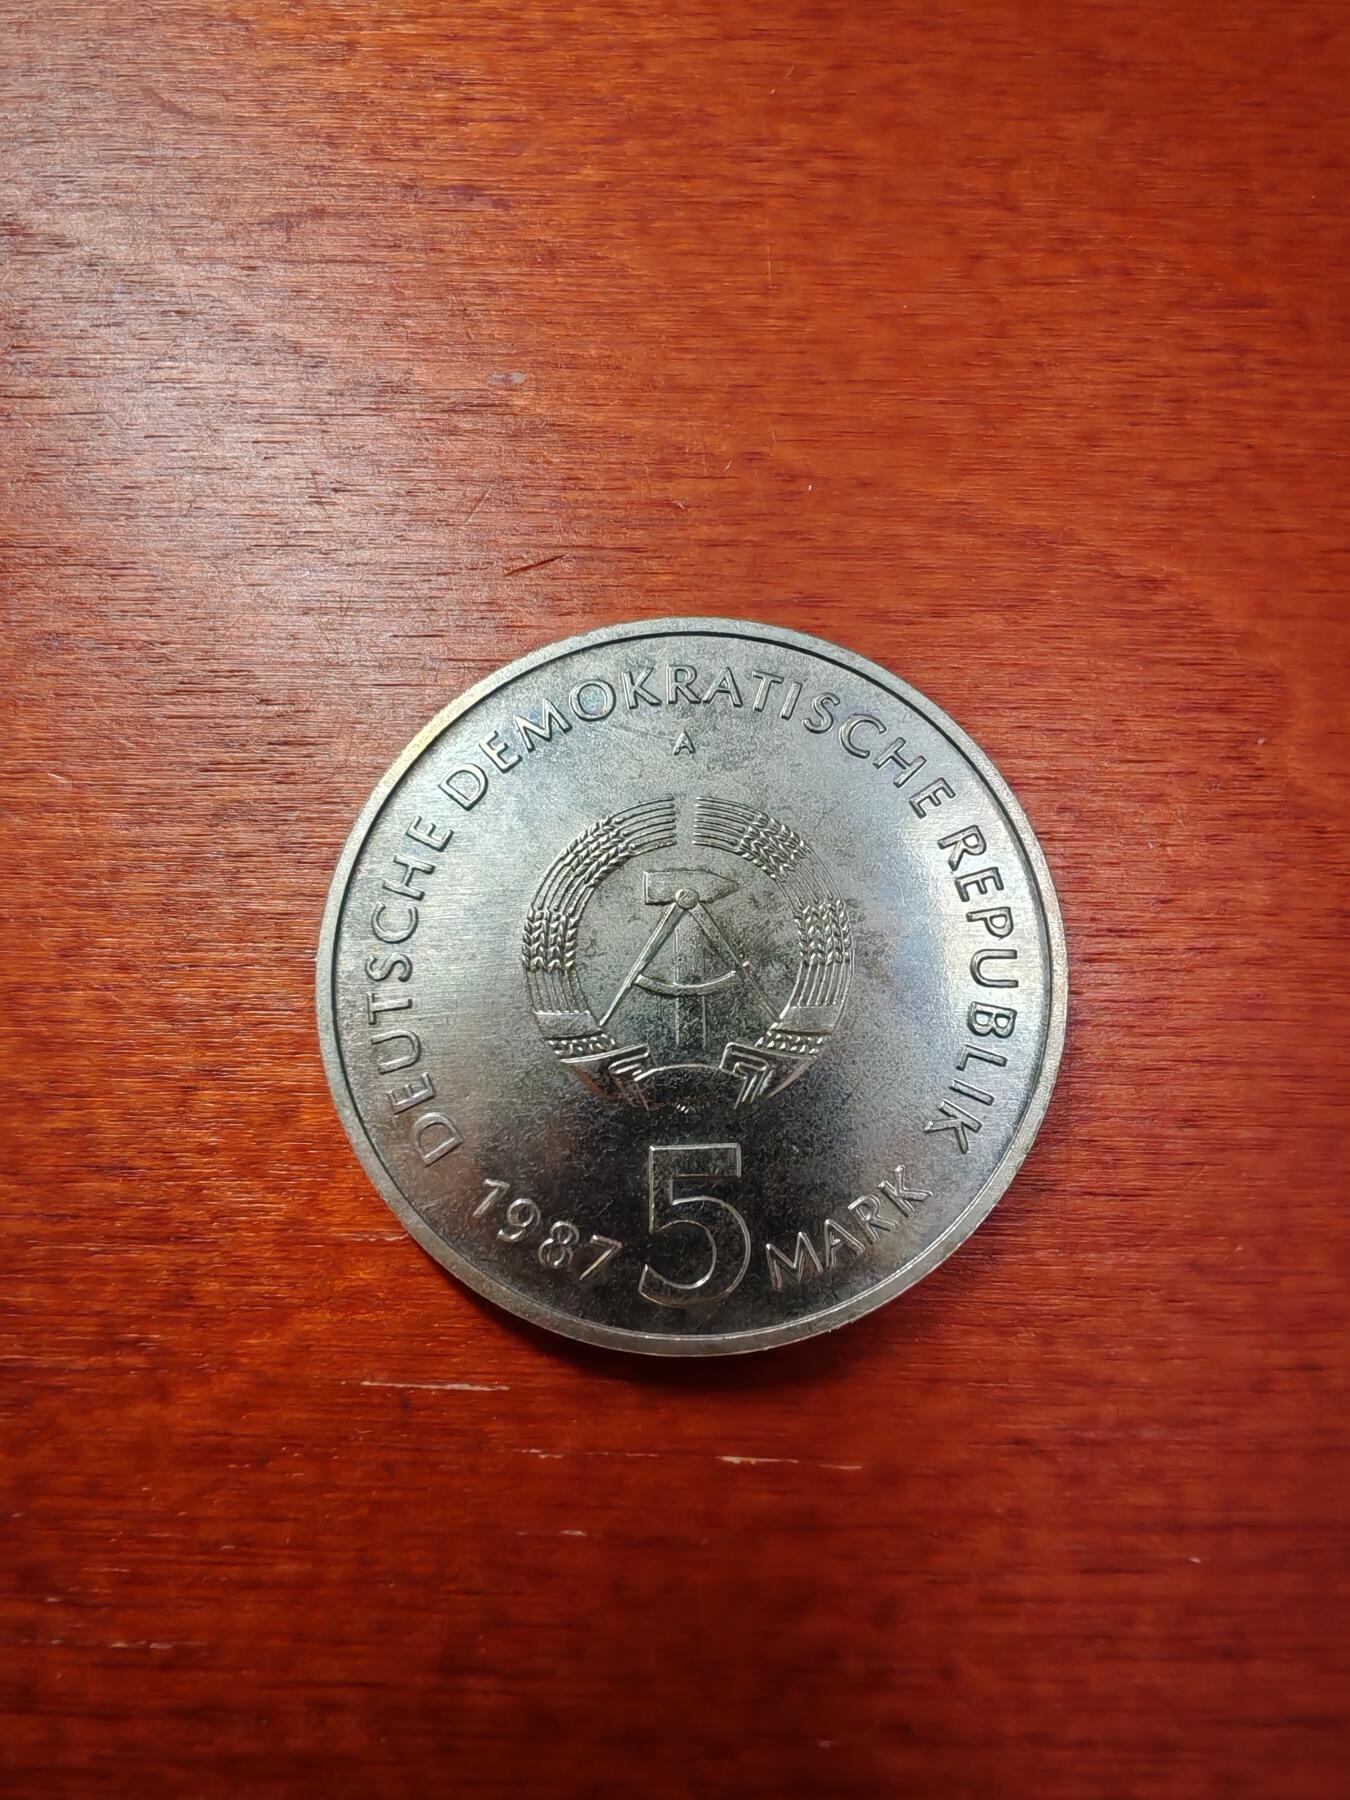 DEUTSCHE DEMOKRATISCHE REPUBLIK
A
1987 5 MARK